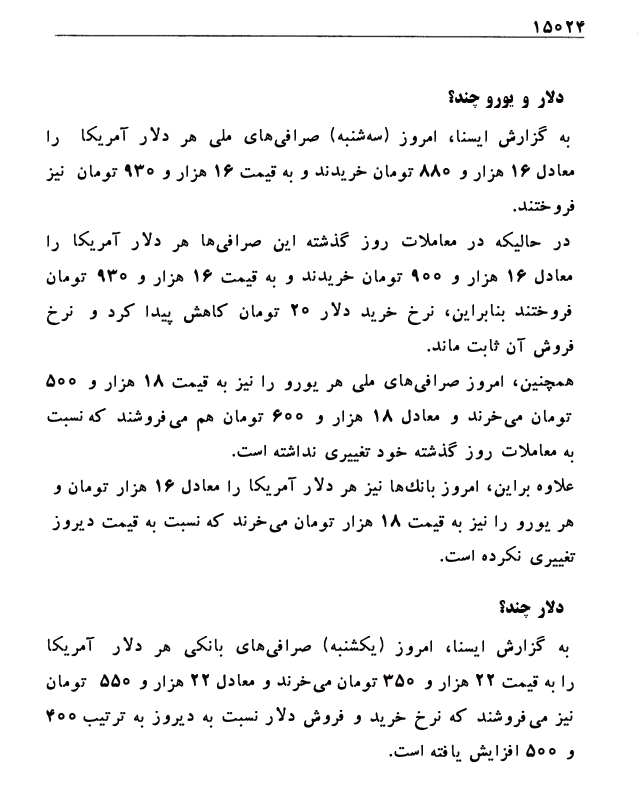 ۱۵۰۲۴
دلار و یورو چند؟
به گزارش ایسنا، امروز (سه‌شنبه) صرافی‌های ملی هر دلار آمریکا را
معادل ۱۶ هزار و ۸۸۰ تومان خریدند و به قیمت ۱۶ هزار و ۹۳۰ تومان نیز
فروختند.
در حالیکه در معاملات روز گذشته این صرافی‌ها هر دلار آمریکا را
معادل ۱۶ هزار و ۹۰۰ تومان خریدند و به قیمت ۱۶ هزار و ۹۳۰ تومان
فروختند بنابراین، نرخ خرید دلار ۲۰ تومان کاهش پیدا کرد و نرخ
فروش آن ثابت ماند.
همچنین، امروز صرافی‌های ملی هر یورو را نیز به قیمت ۱۸ هزار و ۵۰۰
تومان می‌خرند و معادل ۱۸ هزار و ۶۰۰ تومان هم می‌فروشند که نسبت
به معاملات روز گذشته خود تغییری نداشته است.
علاوه براین، امروز بانك‌ها نیز هر دلار آمریکا را معادل ۱۶ هزار تومان و
هر یورو را نیز به قیمت ۱۸ هزار تومان می‌خرند که نسبت به قیمت دیروز
تغییری نکرده است.
دلار چند؟
به گزارش ایسنا، امروز (یکشنبه) صرافی‌های بانکی هر دلار آمریکا
را به قیمت ۲۲ هزار و ۳۵۰ تومان می‌خرند و معادل ۲۲ هزار و ۵۵۰ تومان
نیز می‌فروشند که نرخ خرید و فروش دلار نسبت به دیروز به ترتیب ۴۰۰
و ۵۰۰ افزایش یافته است.